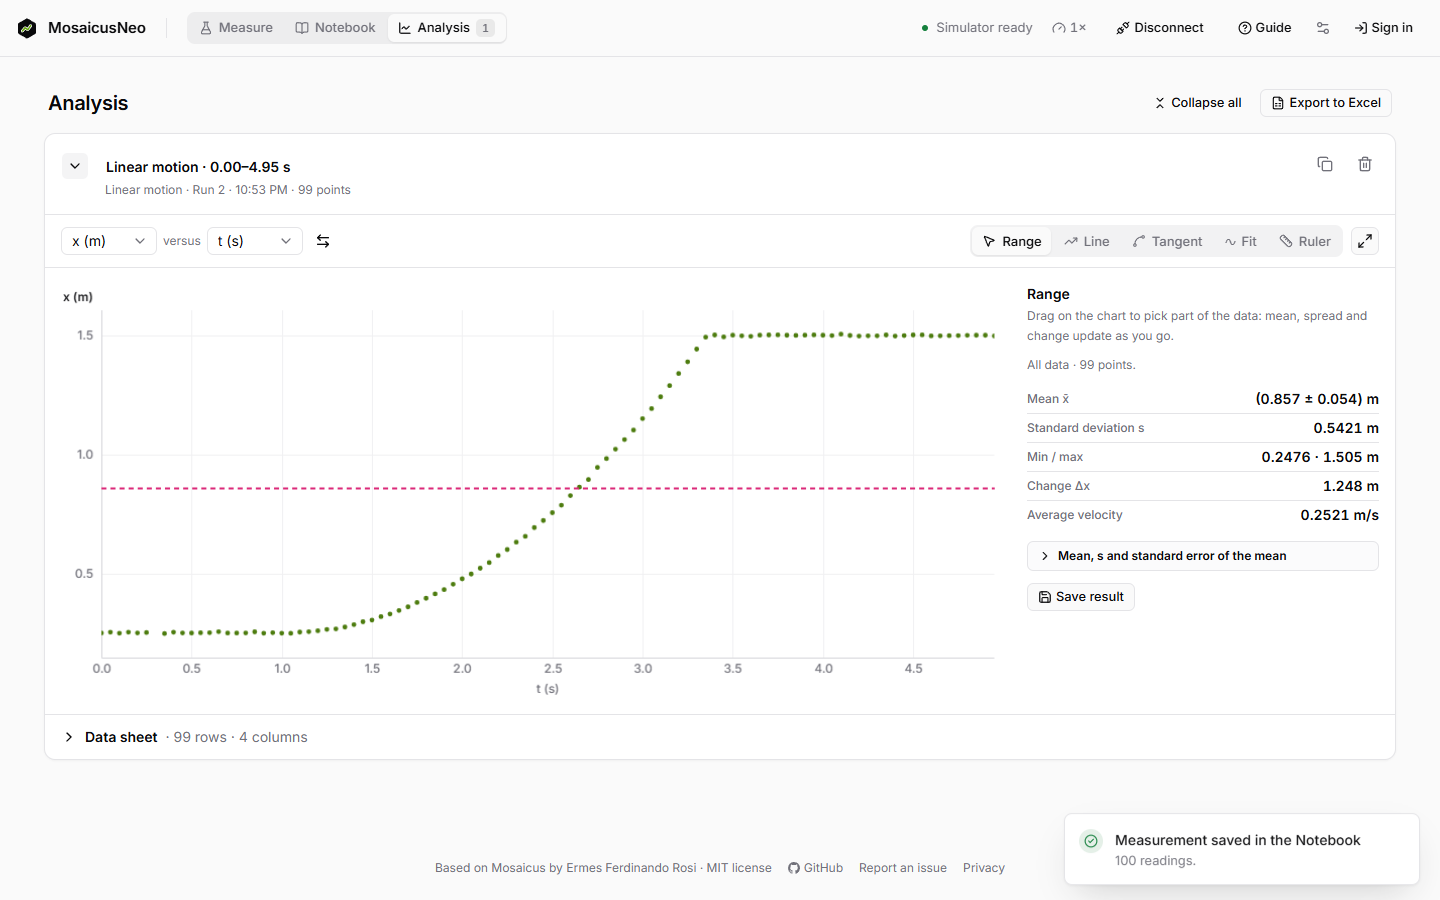 MosaicusNeo
Measure
Notebook
Analysis 1
Simulator ready
1×
Disconnect
Guide
Sign in
Analysis
Collapse all
Export to Excel
Linear motion · 0.00–4.95 s
Linear motion · Run 2 · 10:53 PM · 99 points
x (m)
versus
t (s)
Range
Line
Tangent
Fit
Ruler
x (m)
1.5
1.0
0.5
0.0
0.5
1.0
1.5
2.0
2.5
3.0
3.5
4.0
4.5
t (s)
Range
Drag on the chart to pick part of the data: mean, spread and
change update as you go.
All data · 99 points.
Mean x̄ (0.857 ± 0.054) m
Standard deviation s 0.5421 m
Min / max 0.2476 · 1.505 m
Change Δx 1.248 m
Average velocity 0.2521 m/s
Mean, s and standard error of the mean
Save result
Data sheet · 99 rows · 4 columns
Measurement saved in the Notebook
100 readings.
Based on Mosaicus by Ermes Ferdinando Rosi · MIT license
GitHub
Report an issue
Privacy